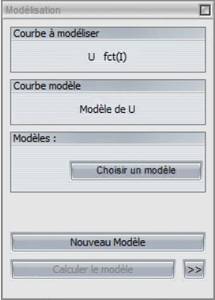 Modélisation
Courbe à modéliser
U fct(I)
Courbe modèle
Modèle de U
Modèles :
Choisir un modèle
Nouveau Modèle
Calculer le modèle >>